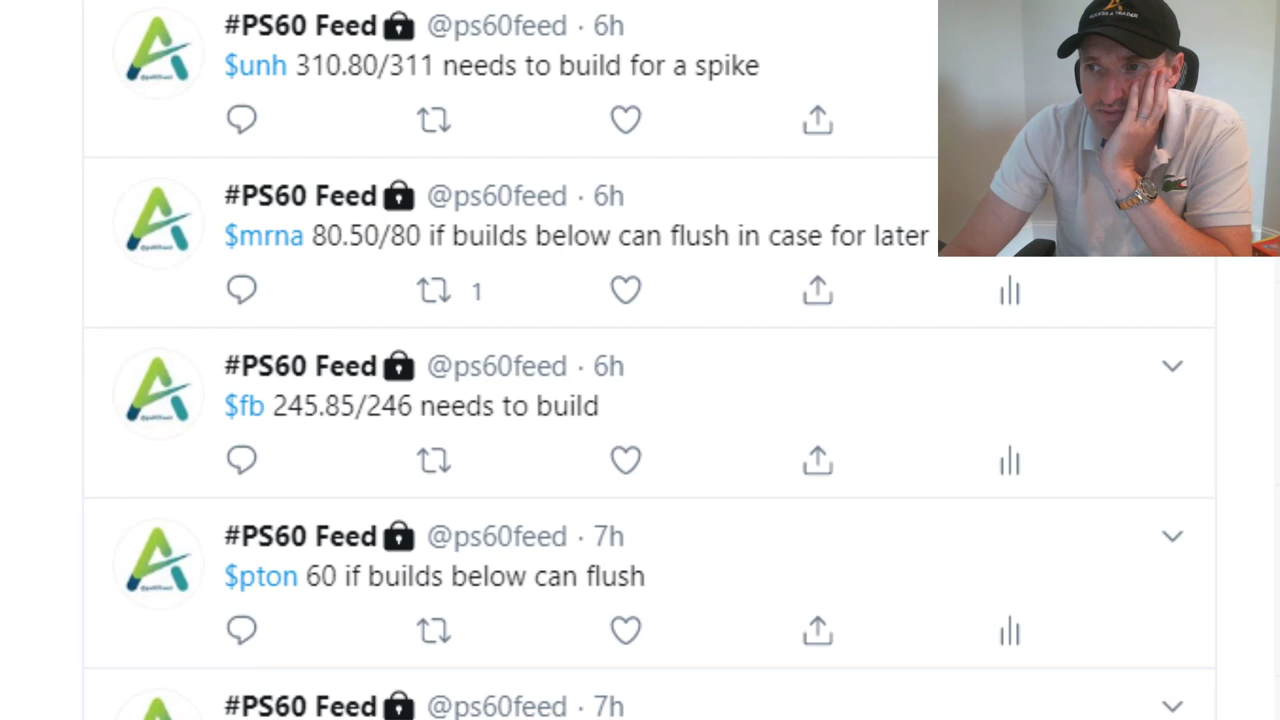 #PS60 Feed🔒 @ps60feed · 6h
$unh 310.80/311 needs to build for a spike
#PS60 Feed🔒 @ps60feed · 6h
$mrna 80.50/80 if builds below can flush in case for later
1
#PS60 Feed🔒 @ps60feed · 6h
$fb 245.85/246 needs to build
#PS60 Feed🔒 @ps60feed · 7h
$pton 60 if builds below can flush
#PS60 Feed🔒 @ps60feed · 7h